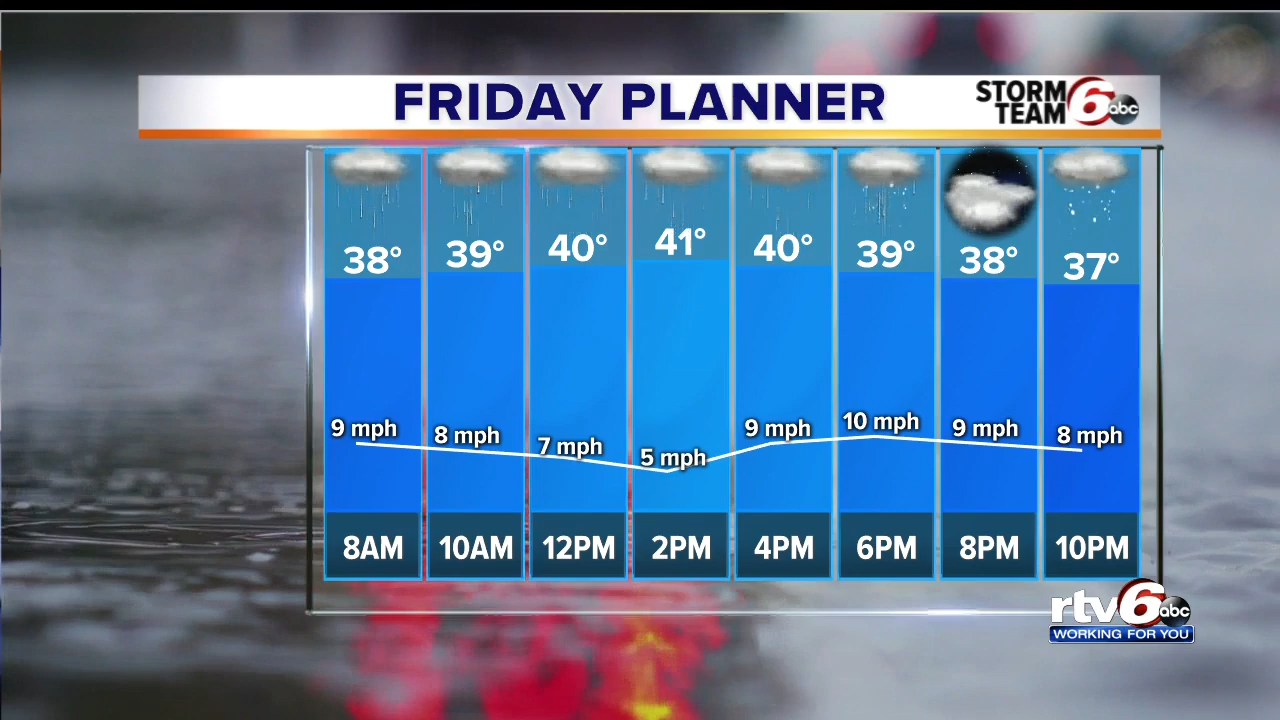 FRIDAY PLANNER
STORM
TEAM 6 abc
38° 39° 40° 41° 40° 39° 38° 37°
9 mph 8 mph 7 mph 5 mph 9 mph 10 mph 9 mph 8 mph
8AM 10AM 12PM 2PM 4PM 6PM 8PM 10PM
rtv6 abc
WORKING FOR YOU